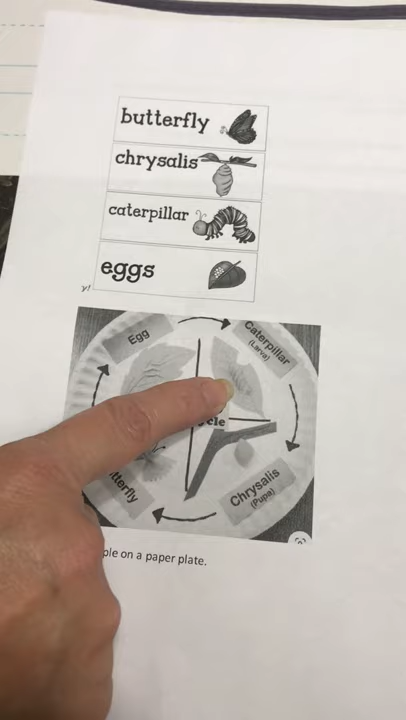 butterfly
chrysalis
caterpillar
eggs
y!
Egg
Caterpillar
(Larva)
cle
Chrysalis
(Pupa)
tterfly
ple on a paper plate.